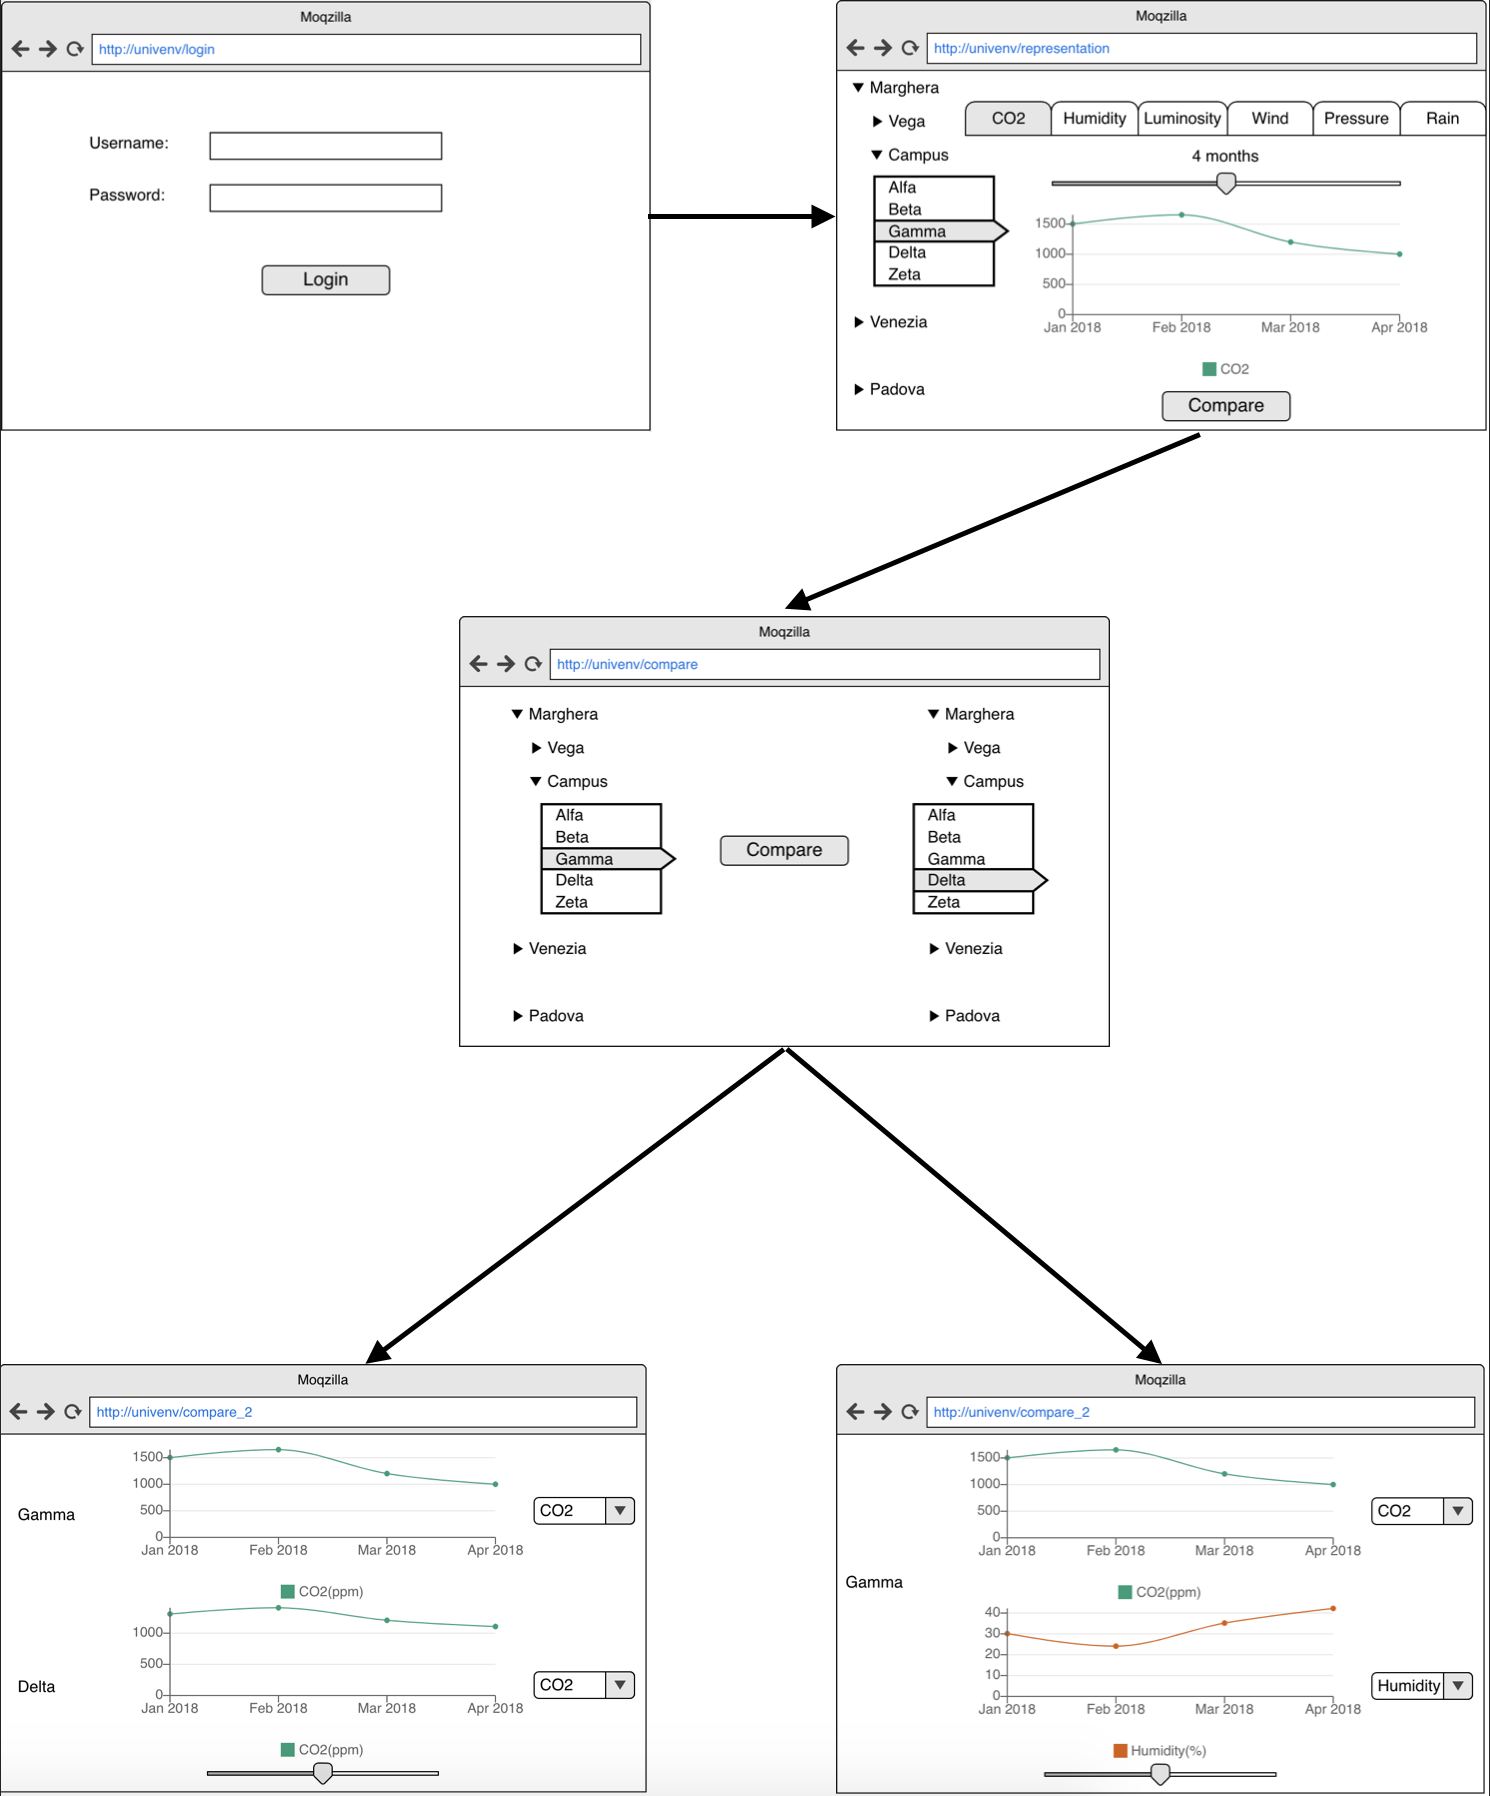 Moqzilla
http://univenv/login
Username:
Password:
Login
Moqzilla
http://univenv/representation
Marghera
Vega
Campus
Alfa
Beta
Gamma
Delta
Zeta
Venezia
Padova
CO2 Humidity Luminosity Wind Pressure Rain
4 months
1500
1000
500
0
Jan 2018 Feb 2018 Mar 2018 Apr 2018
CO2
Compare
Moqzilla
http://univenv/compare
Marghera
Vega
Campus
Alfa
Beta
Gamma
Delta
Zeta
Venezia
Padova
Compare
Marghera
Vega
Campus
Alfa
Beta
Gamma
Delta
Zeta
Venezia
Padova
Moqzilla
http://univenv/compare_2
Gamma
1500
1000
500
0
Jan 2018 Feb 2018 Mar 2018 Apr 2018
CO2(ppm)
CO2
Delta
1000
500
0
Jan 2018 Feb 2018 Mar 2018 Apr 2018
CO2(ppm)
CO2
Moqzilla
http://univenv/compare_2
1500
1000
500
0
Jan 2018 Feb 2018 Mar 2018 Apr 2018
CO2(ppm)
CO2
Gamma
40
30
20
10
0
Jan 2018 Feb 2018 Mar 2018 Apr 2018
Humidity(%)
Humidity